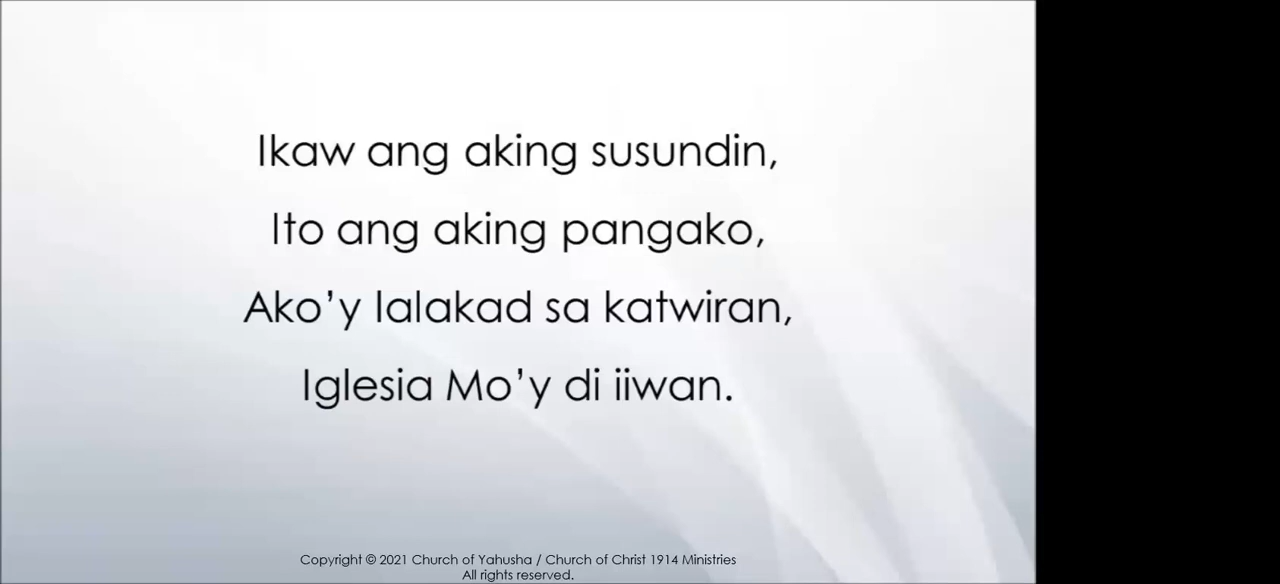 Ikaw ang aking susundin,
Ito ang aking pangako,
Ako’y lalakad sa katwiran,
Iglesia Mo’y di iiwan.
Copyright © 2021 Church of Yahusha / Church of Christ 1914 Ministries
All rights reserved.